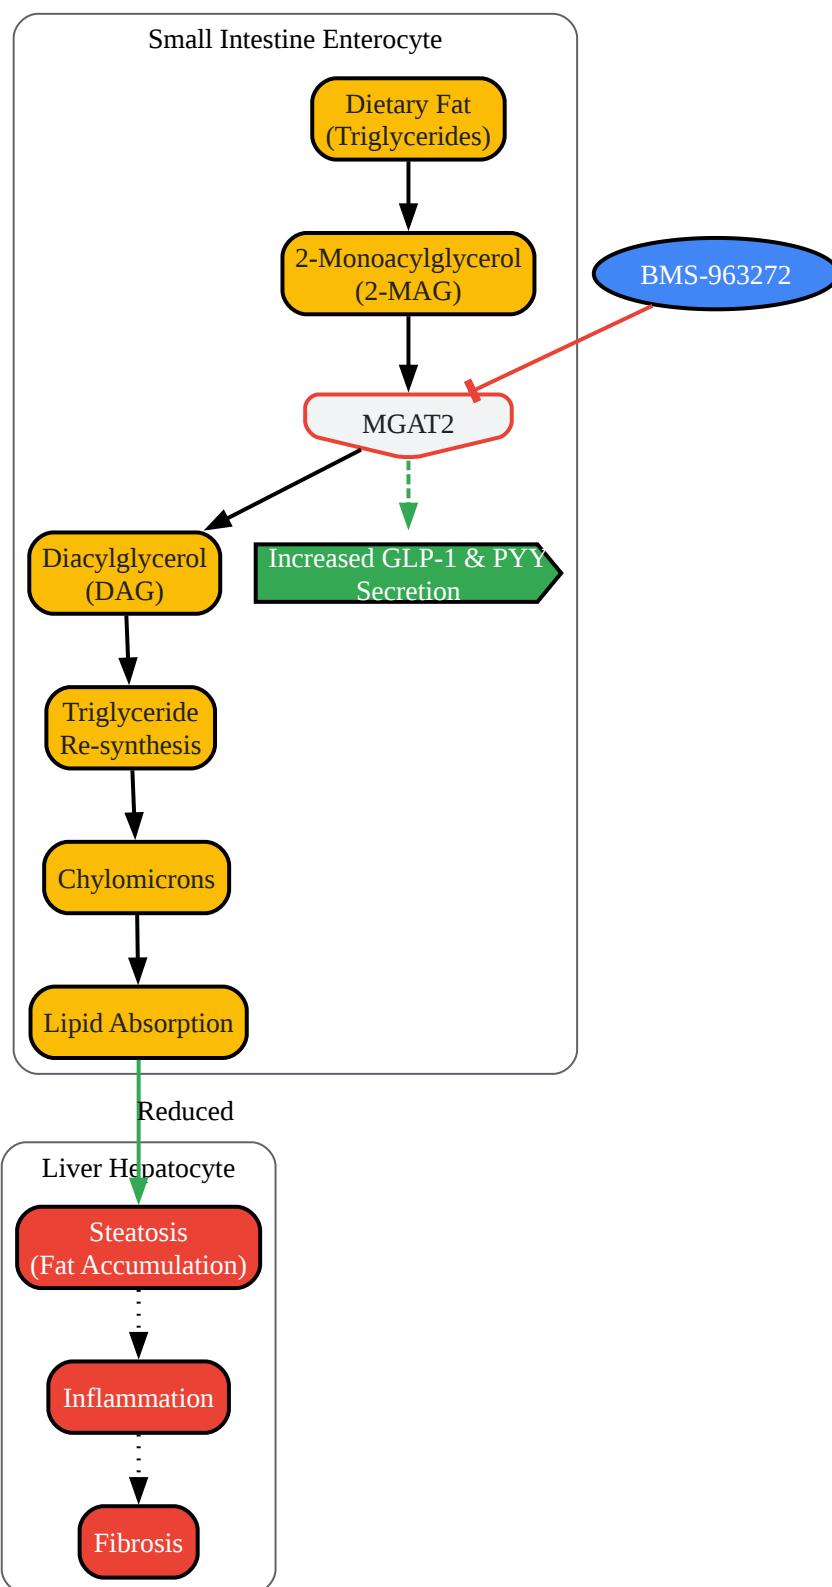 Small Intestine Enterocyte
Dietary Fat
(Triglycerides)
2-Monoacylglycerol
(2-MAG)
BMS-963272
MGAT2
Diacylglycerol
(DAG)
Increased GLP-1 & PYY
Secretion
Triglyceride
Re-synthesis
Chylomicrons
Lipid Absorption
Reduced
Liver Hepatocyte
Steatosis
(Fat Accumulation)
Inflammation
Fibrosis